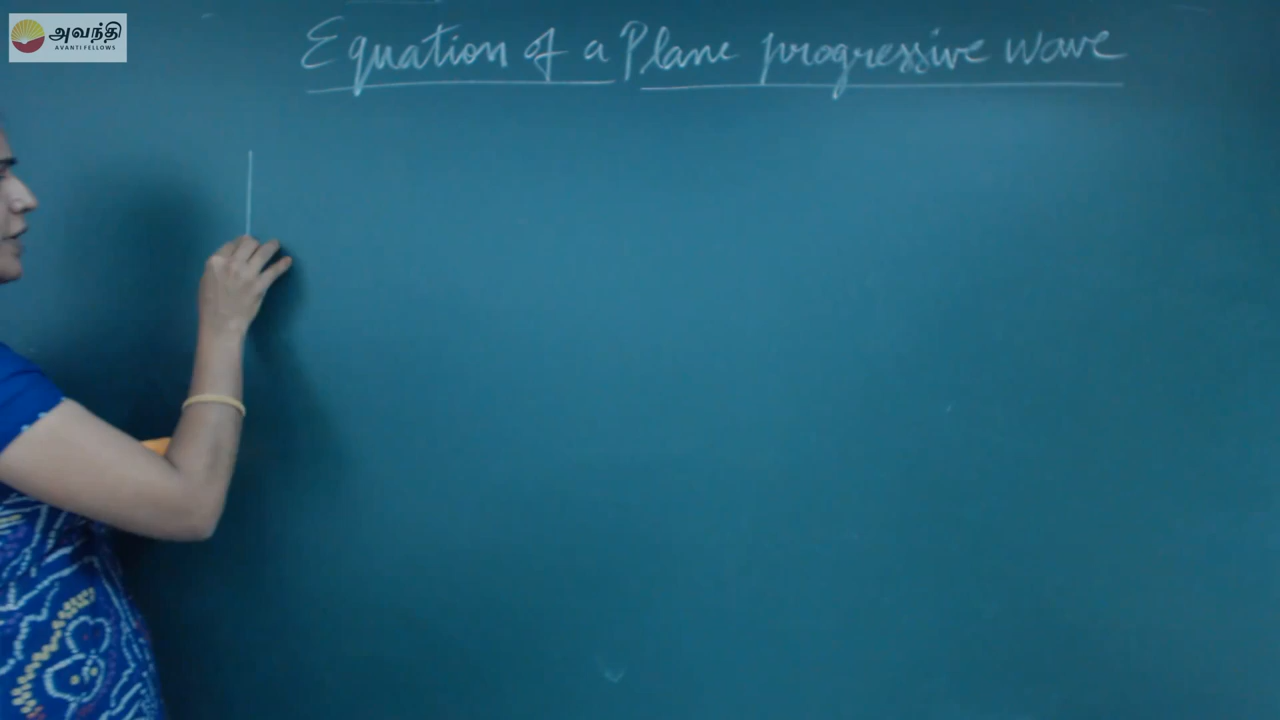 அவந்தி
AVANTI FELLOWS
Equation of a Plane progressive wave